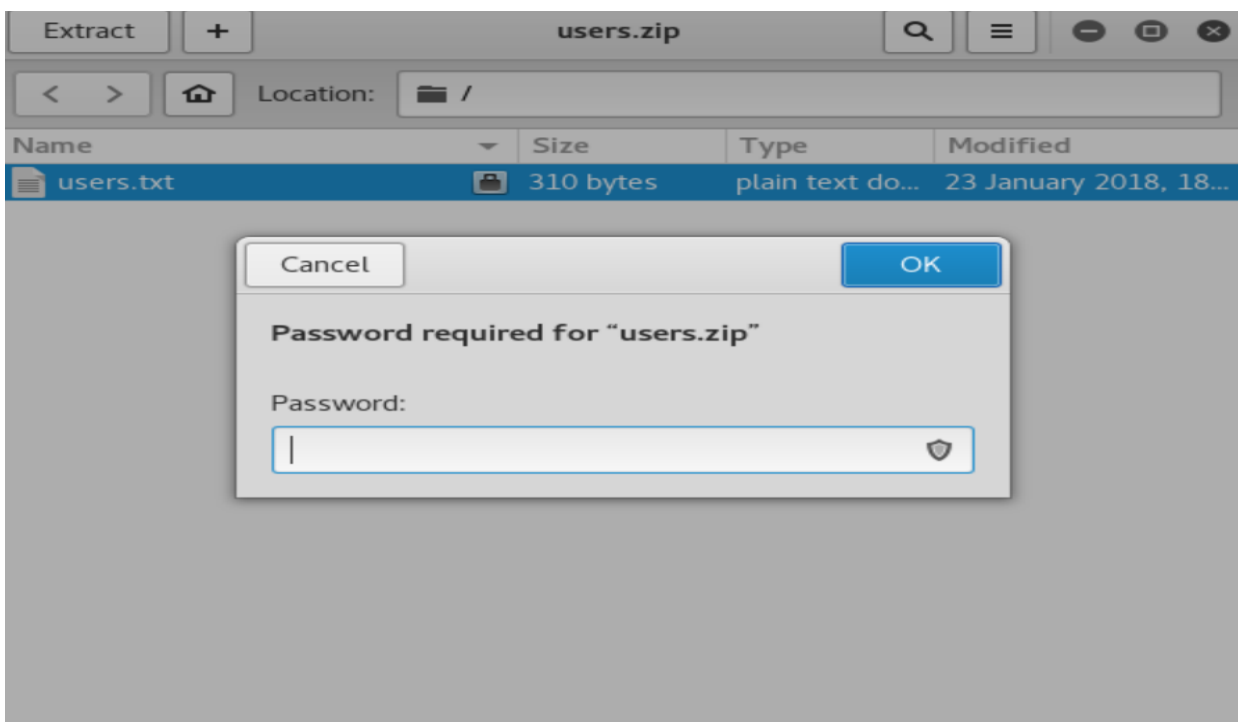 Extract + users.zip
< > Location: /
Name Size Type Modified
users.txt 310 bytes plain text do... 23 January 2018, 18...
Cancel OK
Password required for “users.zip”
Password: